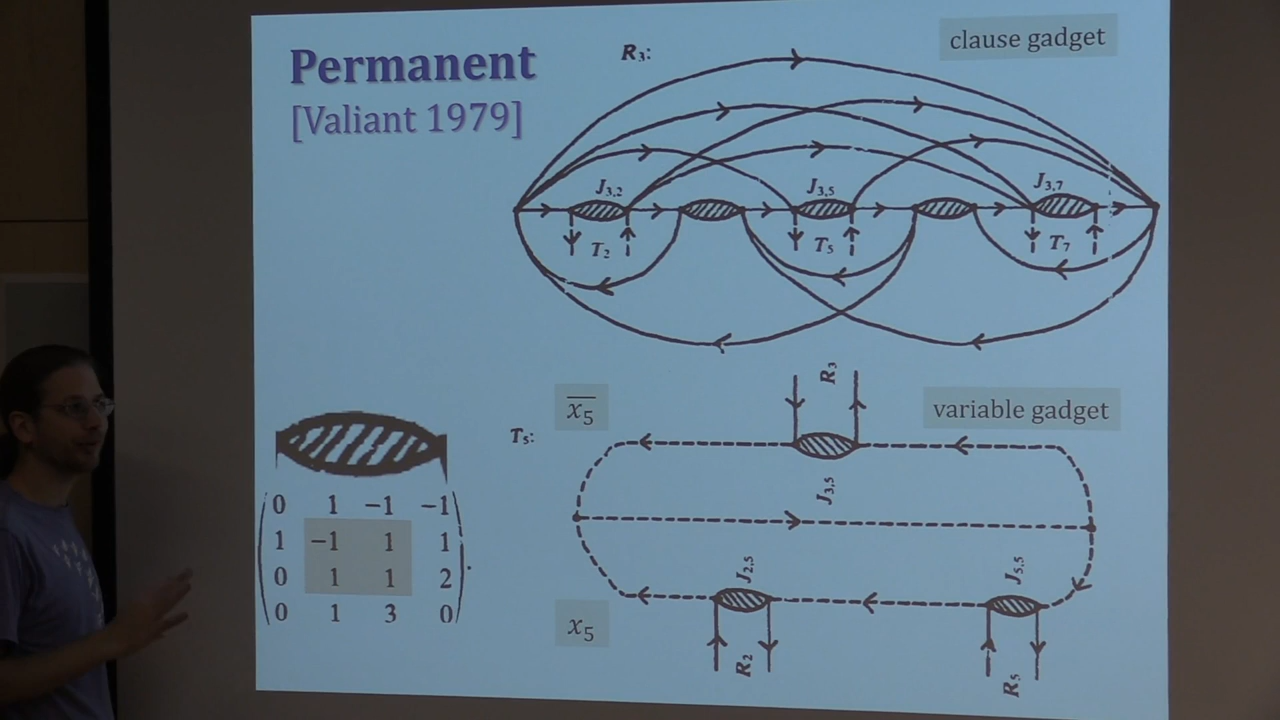 Permanent
[Valiant 1979]
R₃:
clause gadget
J₃,₂
J₃,₅
J₃,₇
T₂
T₅
T₇
x̅₅
variable gadget
T₅:
R₃
J₃,₅
J₂,₅
J₅,₅
x₅
R₂
R₅
0 1 −1 −1
1 −1 1 1
0 1 1 2
0 1 3 0
.